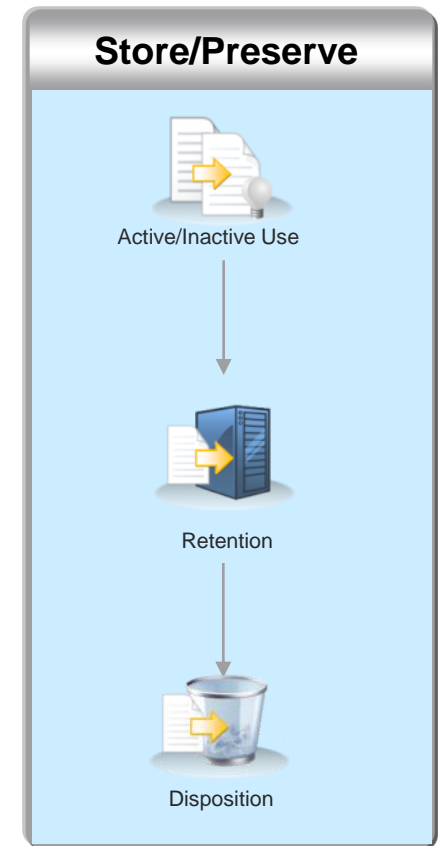 Store/Preserve
Active/Inactive Use
Retention
Disposition